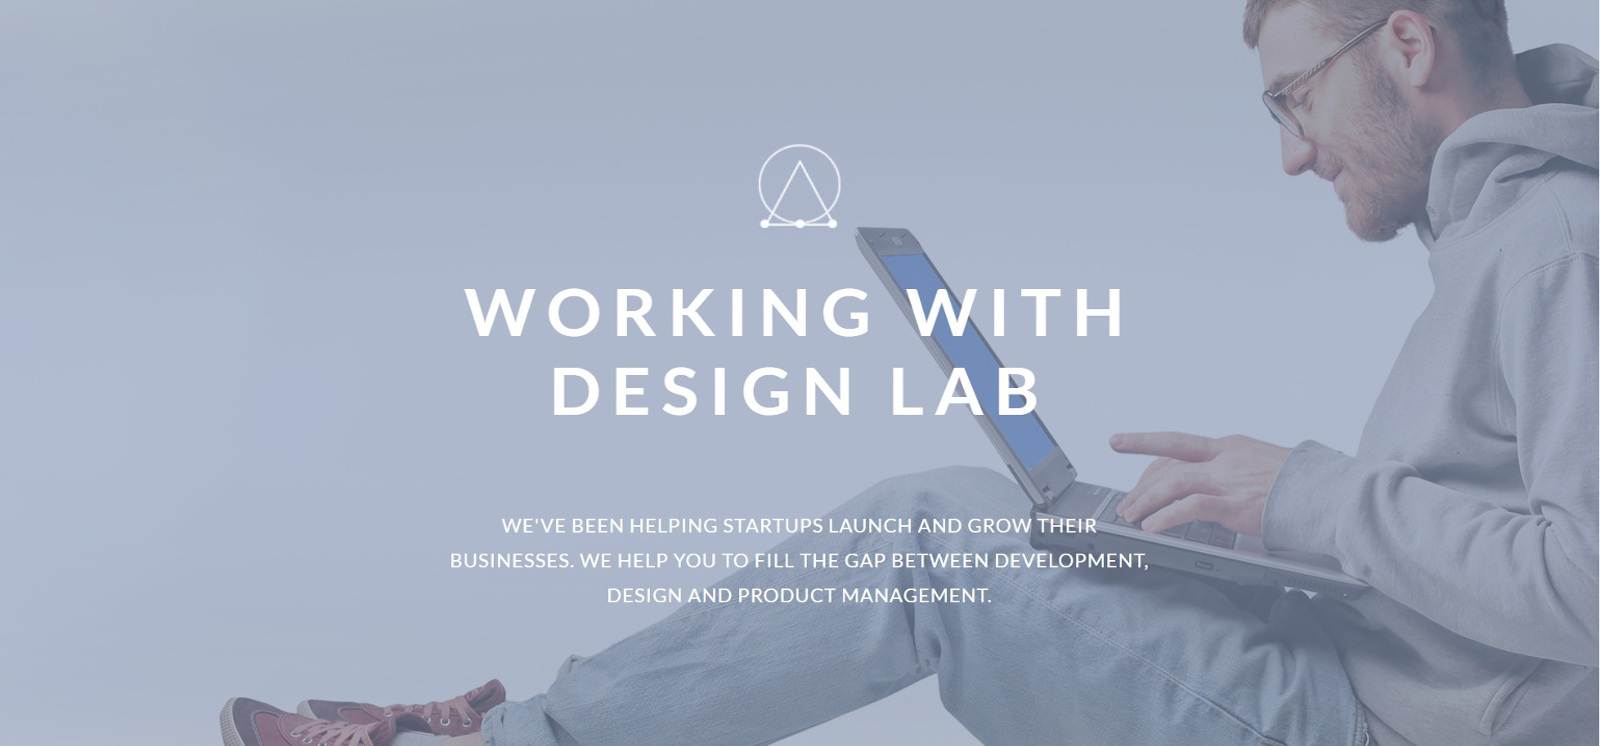 WORKING WITH
DESIGN LAB
WE'VE BEEN HELPING STARTUPS LAUNCH AND GROW THEIR
BUSINESSES. WE HELP YOU TO FILL THE GAP BETWEEN DEVELOPMENT,
DESIGN AND PRODUCT MANAGEMENT.